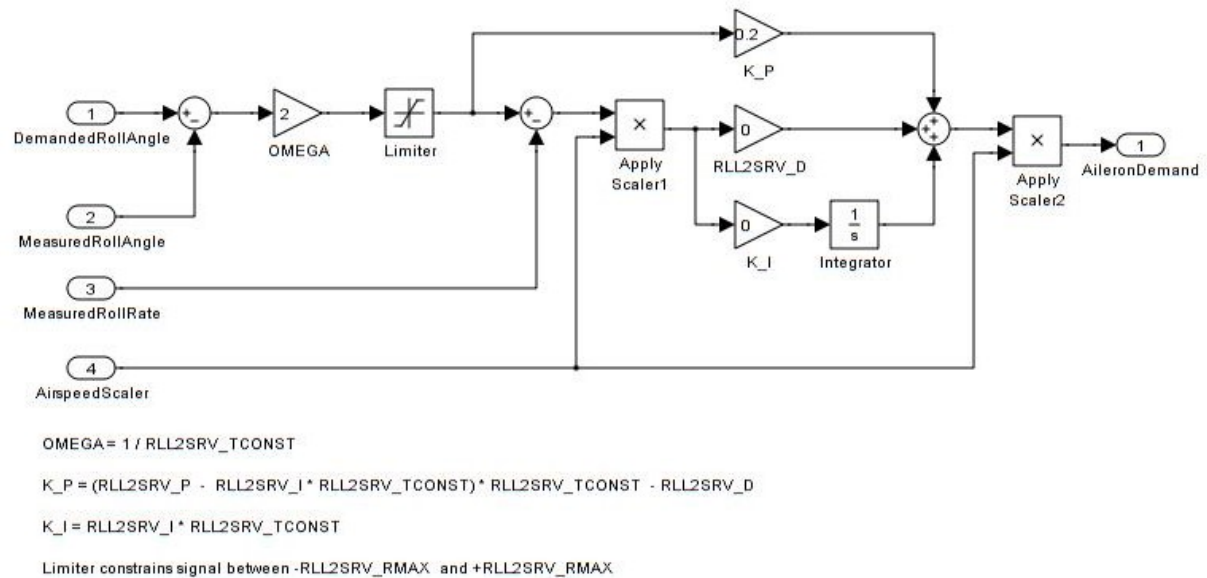 0.2
K_P
1
DemandedRollAngle
+
−
2
OMEGA
Limiter
+
−
×
Apply
Scaler1
0
RLL2SRV_D
+
+
+
×
Apply
Scaler2
1
AileronDemand
2
MeasuredRollAngle
0
K_I
1
s
Integrator
3
MeasuredRollRate
4
AirspeedScaler
OMEGA = 1 / RLL2SRV_TCONST
K_P = (RLL2SRV_P - RLL2SRV_I * RLL2SRV_TCONST) * RLL2SRV_TCONST - RLL2SRV_D
K_I = RLL2SRV_I * RLL2SRV_TCONST
Limiter constrains signal between -RLL2SRV_RMAX and +RLL2SRV_RMAX